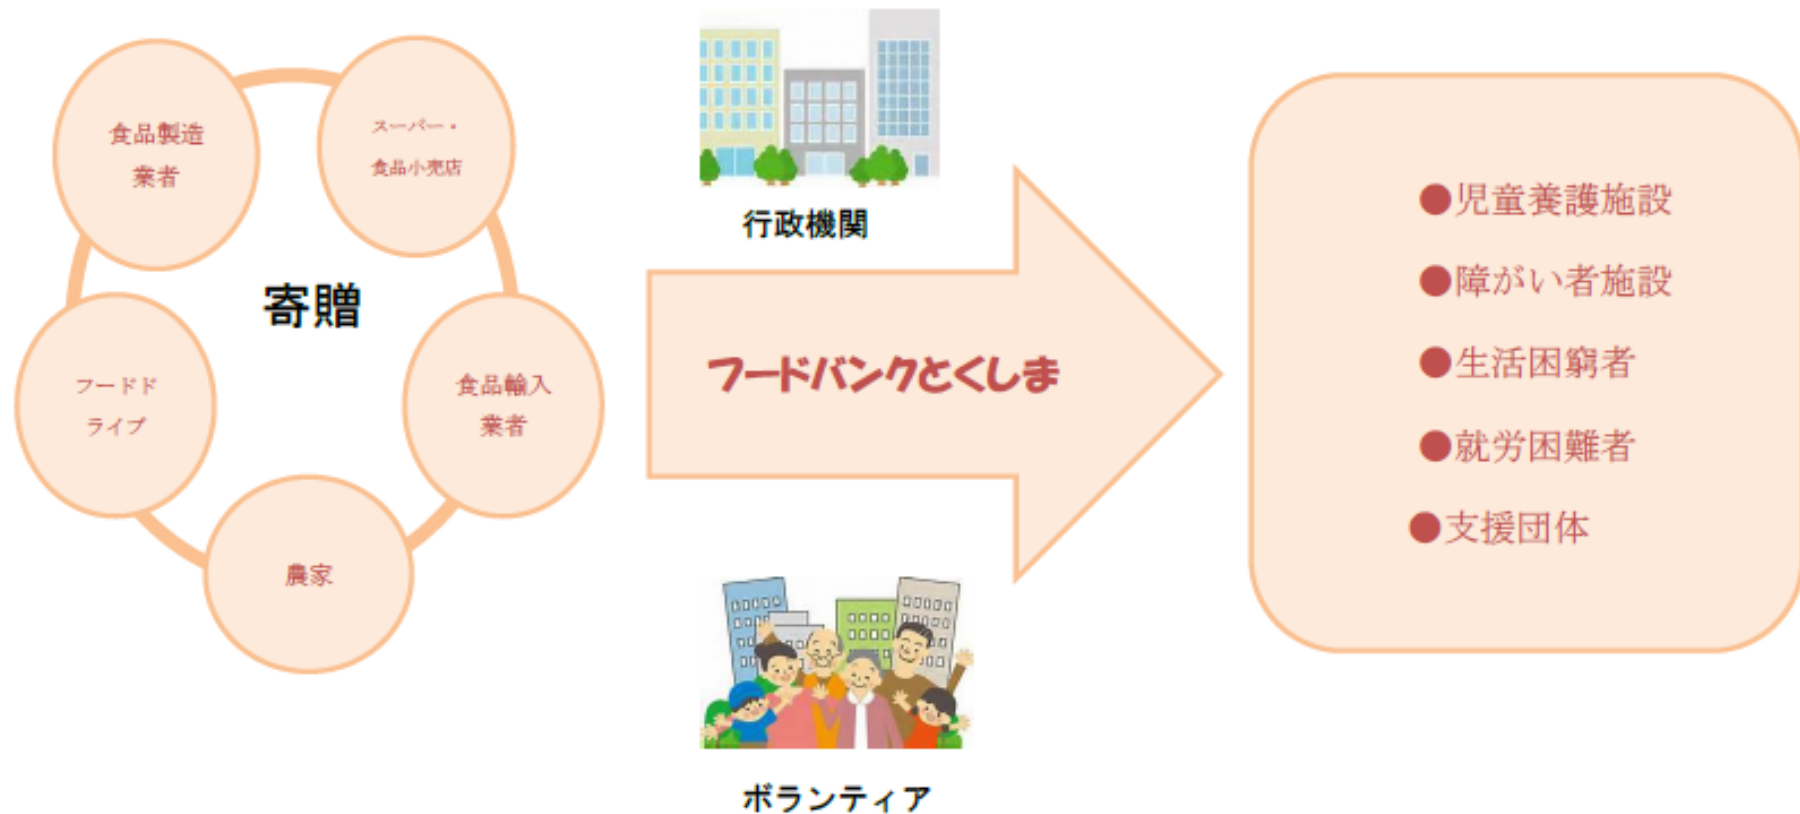 食品製造
業者
スーパー・
食品小売店
寄贈
フードド
ライブ
食品輸入
業者
農家
行政機関
フードバンクとくしま
ボランティア
●児童養護施設
●障がい者施設
●生活困窮者
●就労困難者
●支援団体